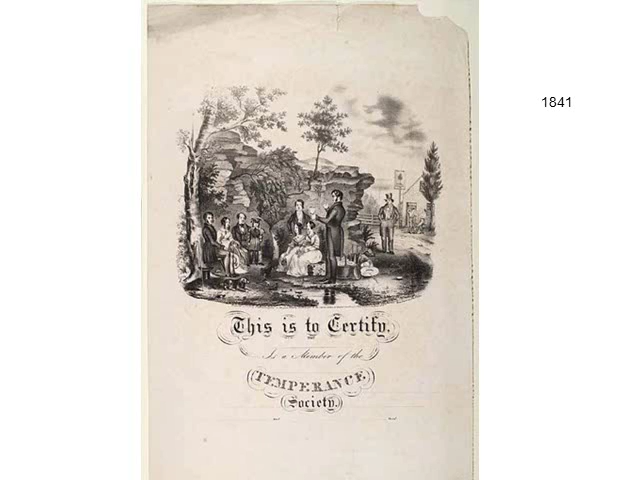 1841
This is to Certify.
Is a Member of the
TEMPERANCE
Society.